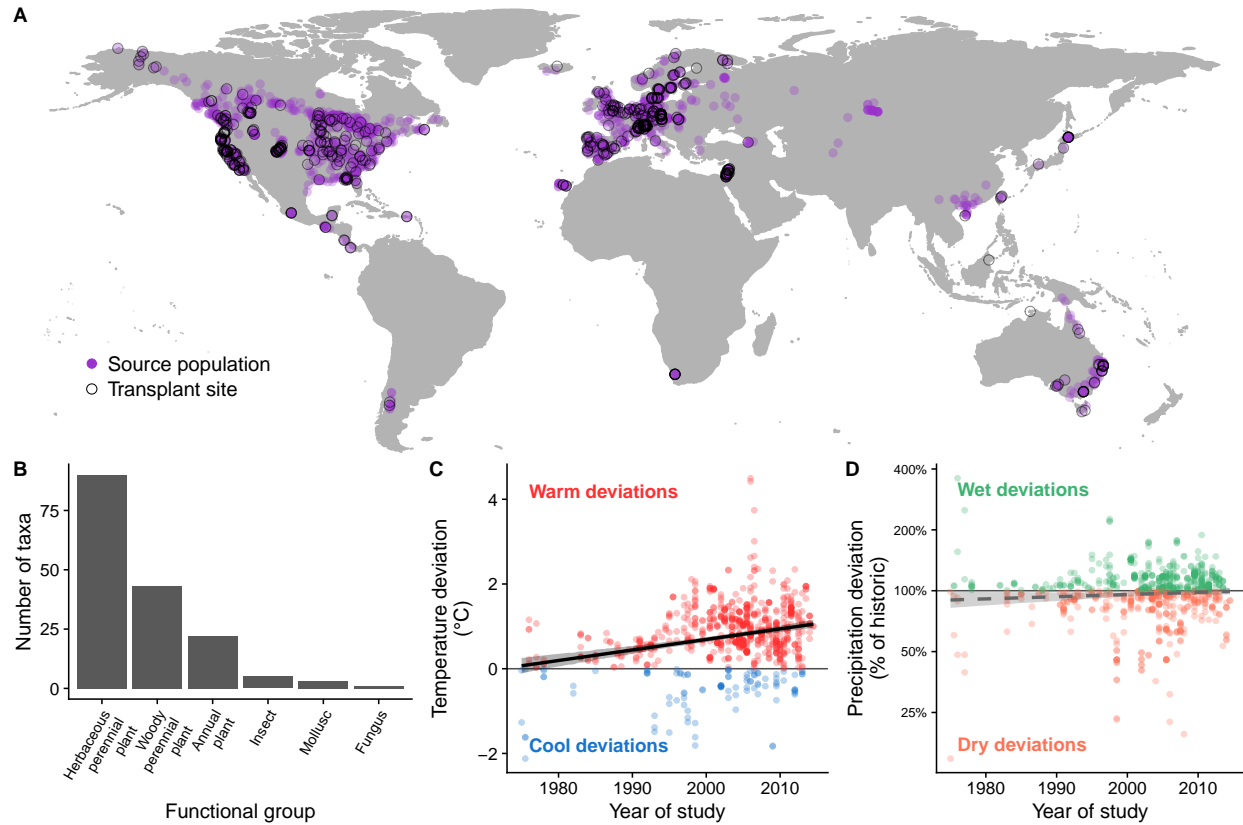 A
Source population
Transplant site
B
Number of taxa
75
50
25
0
Herbaceous
perennial
plant
Woody
perennial
plant
Annual
plant
Insect
Mollusc
Fungus
Functional group
C
Temperature deviation
(°C)
4
2
0
−2
Warm deviations
Cool deviations
1980
1990
2000
2010
Year of study
D
Precipitation deviation
(% of historic)
400%
200%
100%
50%
25%
Wet deviations
Dry deviations
1980
1990
2000
2010
Year of study